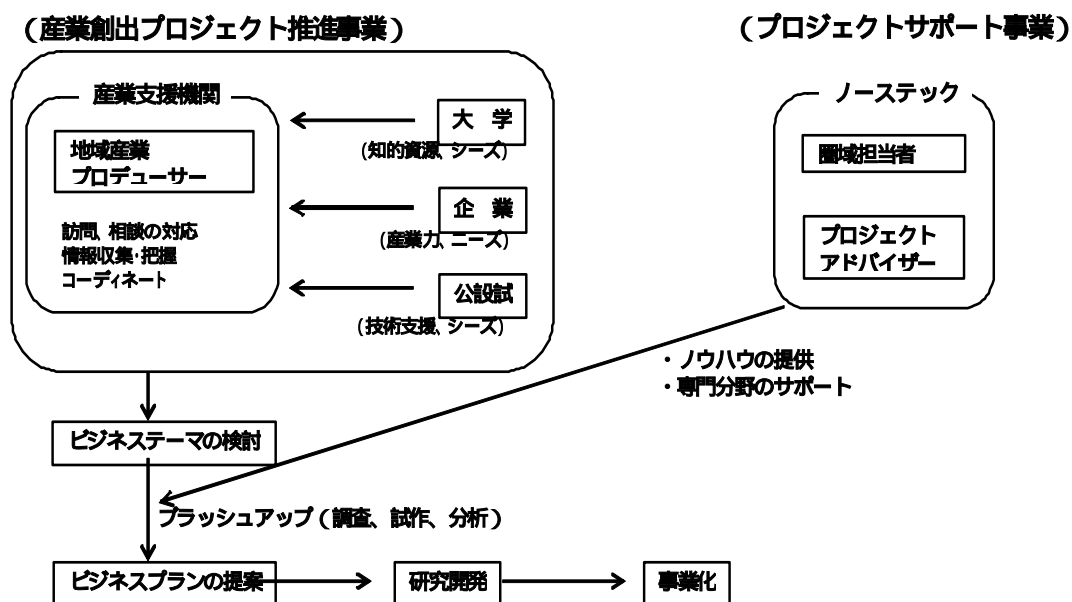 （産業創出プロジェクト推進事業）
（プロジェクトサポート事業）
産業支援機関
地域産業
プロデューサー
訪問、相談の対応
情報収集・把握
コーディネート
大　学
（知的資源、シーズ）
企　業
（産業力、ニーズ）
公設試
（技術支援、シーズ）
ノーステック
圏域担当者
プロジェクト
アドバイザー
・ノウハウの提供
・専門分野のサポート
ビジネステーマの検討
ブラッシュアップ（調査、試作、分析）
ビジネスプランの提案
研究開発
事業化